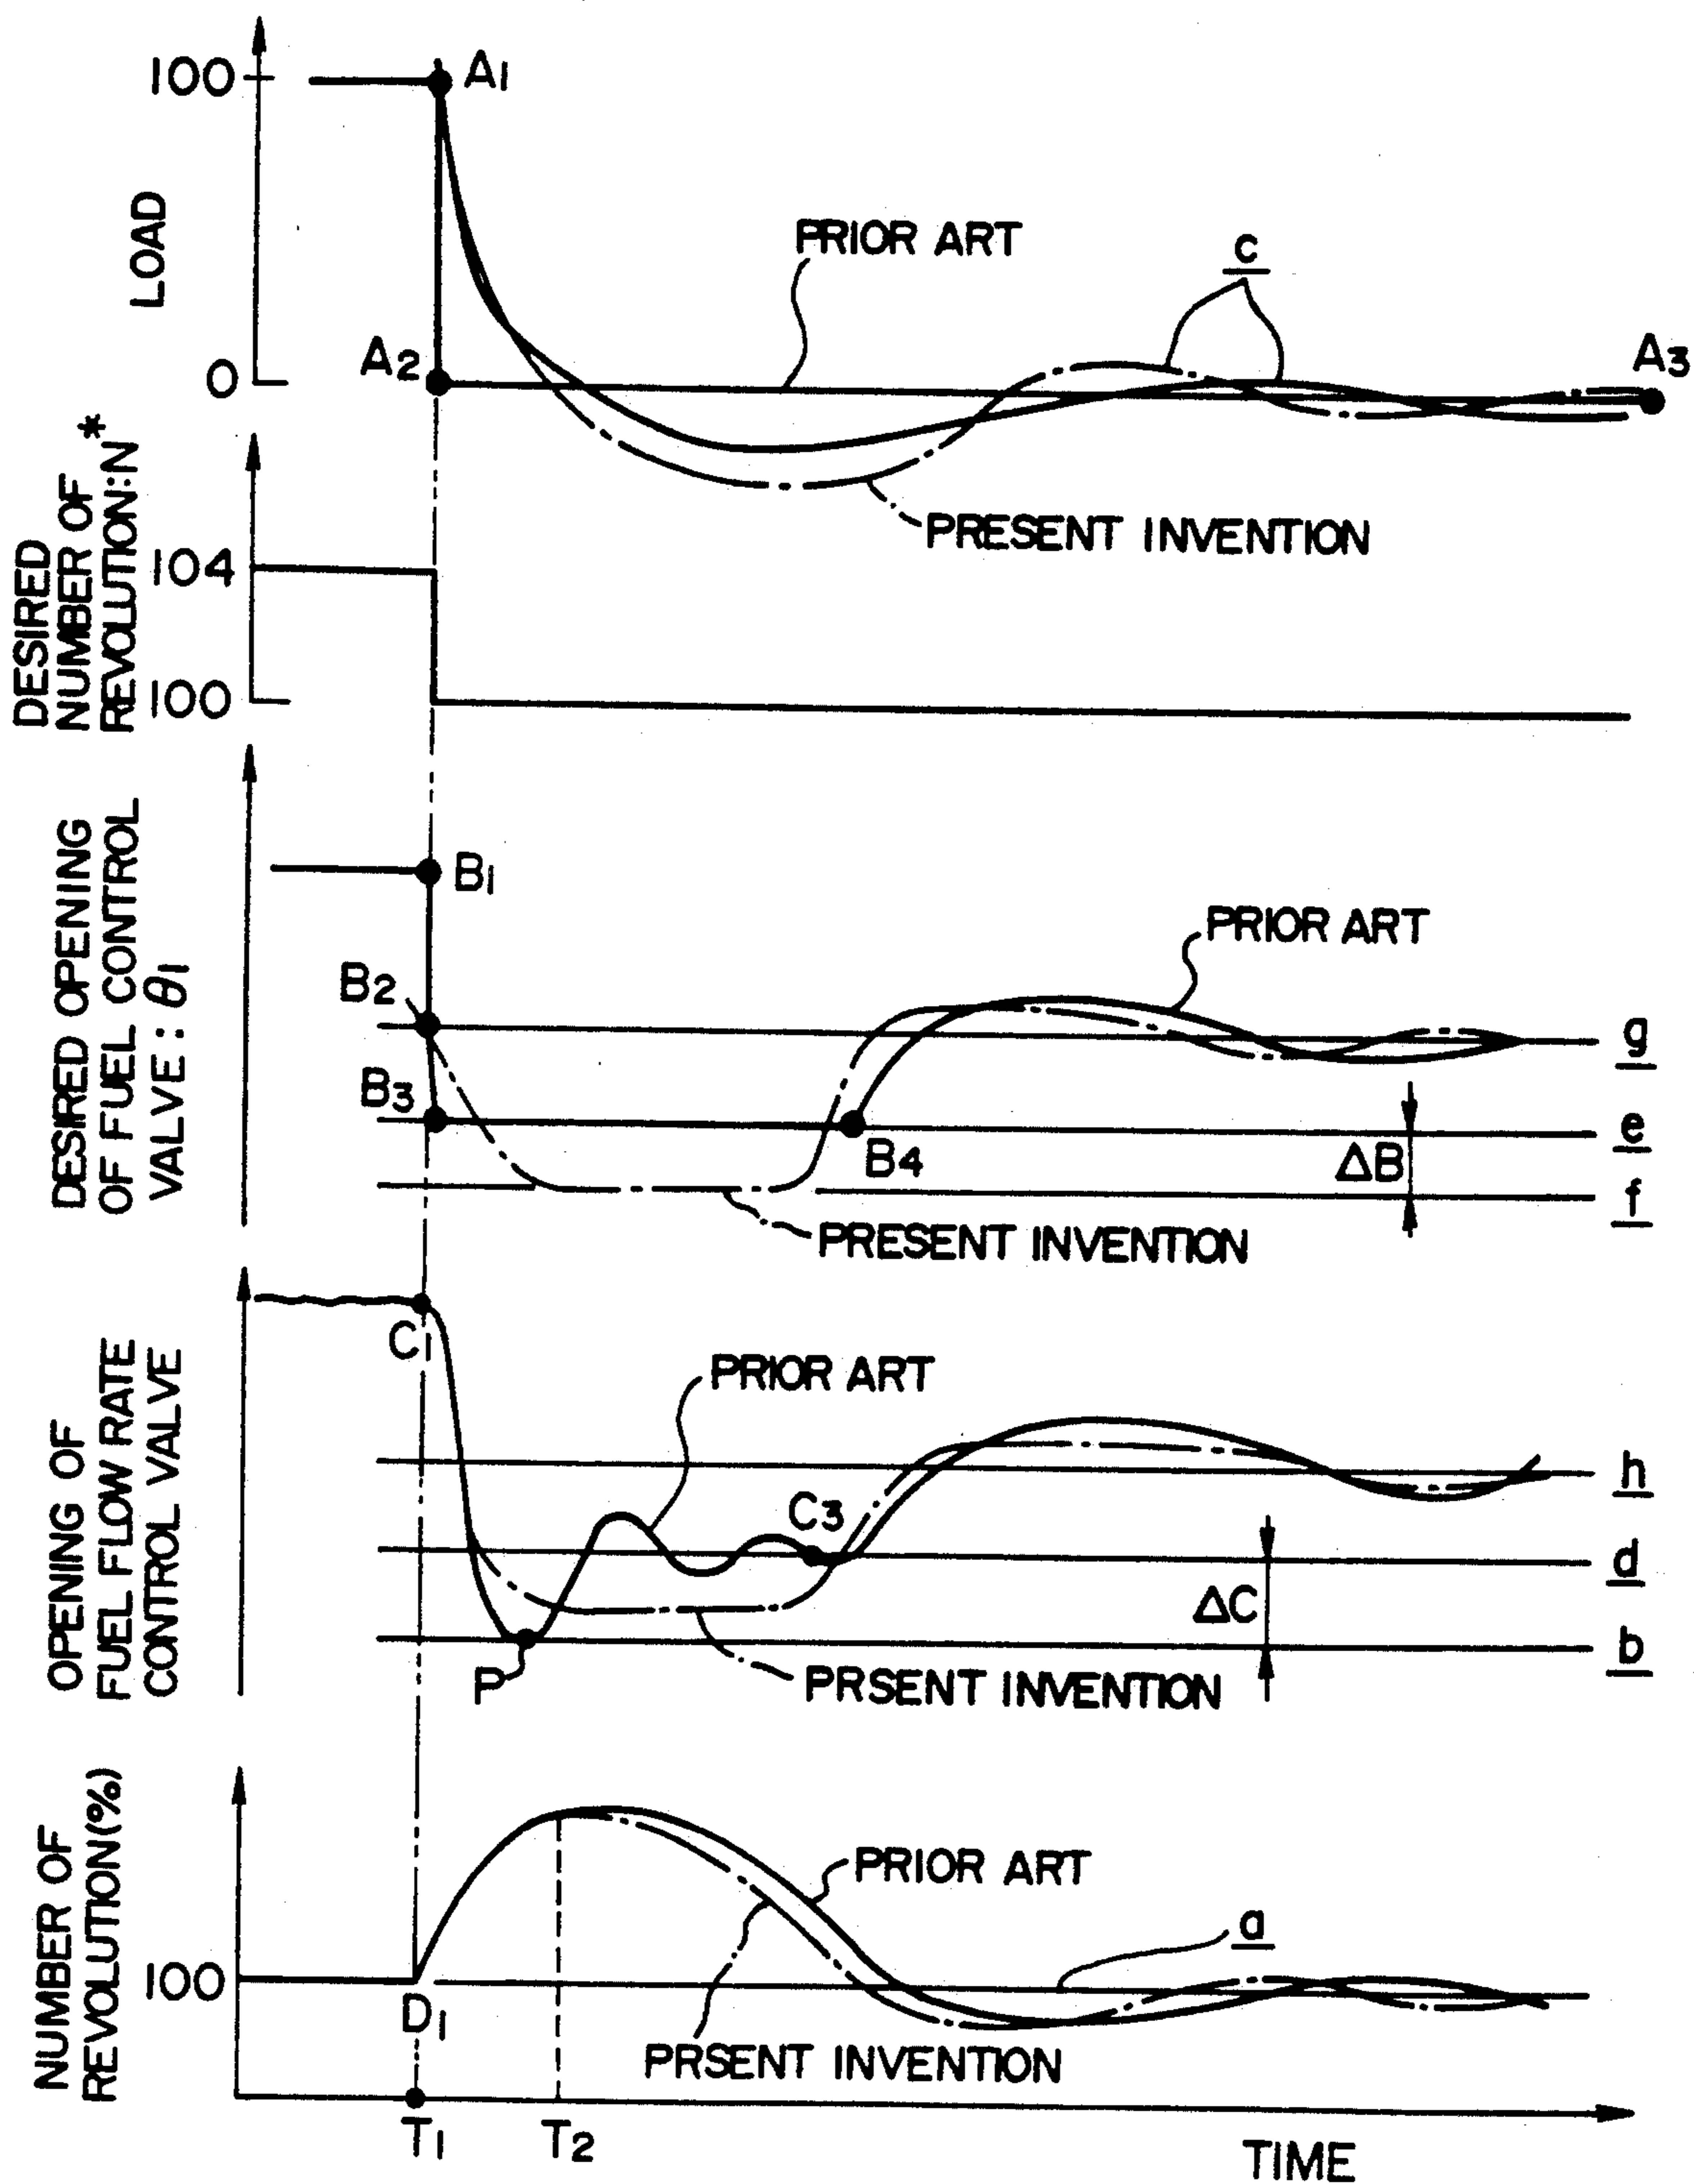 100
A1
LOAD
PRIOR ART
c
A2
0
A3
PRESENT INVENTION
DESIRED
NUMBER OF
REVOLUTION:N*
104
100
DESIRED OPENING
OF FUEL CONTROL
VALVE : θ1
B1
B2
PRIOR ART
g
B3
B4
e
ΔB
f
PRESENT INVENTION
OPENING OF
FUEL FLOW RATE
CONTROL VALVE
C
PRIOR ART
h
C3
d
ΔC
b
P
PRSENT INVENTION
NUMBER OF
REVOLUTION(%)
PRIOR ART
a
100
D1
PRSENT INVENTION
T1
T2
TIME